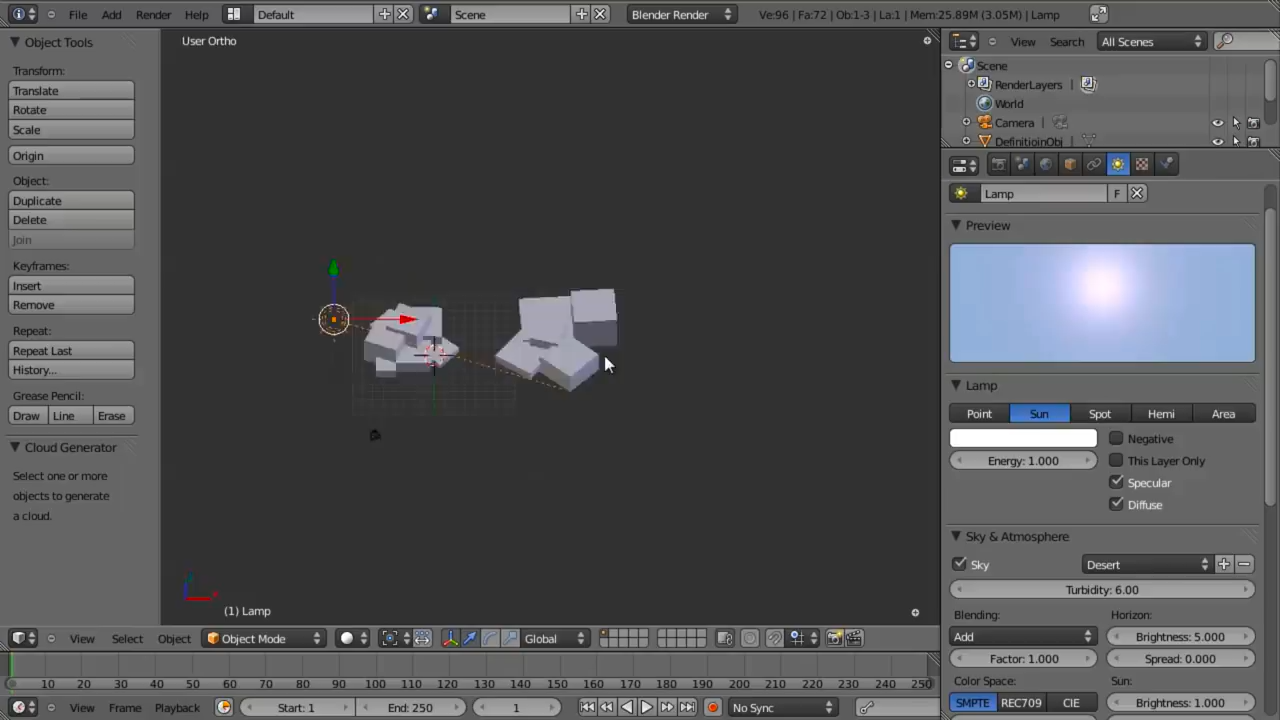 File Add Render Help Default Scene Blender Render Ve:96 | Fa:72 | Ob:1-3 | La:1 | Mem:25.89M (3.05M) | Lamp
Object Tools
Transform:
Translate
Rotate
Scale
Origin
Object:
Duplicate
Delete
Join
Keyframes:
Insert
Remove
Repeat:
Repeat Last
History...
Grease Pencil:
Draw Line Erase
Cloud Generator
Select one or more
objects to generate
a cloud.
User Ortho
(1) Lamp
View Select Object Object Mode Global
10 20 30 40 50 60 70 80 90 100 110 120 130 140 150 160 170 180 190 200 210 220 230 240 250
View Frame Playback Start: 1 End: 250 1 No Sync
View Search All Scenes
Scene
RenderLayers |
World
Camera |
DefinitioinObj |
Lamp F
Preview
Lamp
Point Sun Spot Hemi Area
Negative
Energy: 1.000 This Layer Only
Specular
Diffuse
Sky & Atmosphere
Sky Desert
Turbidity: 6.00
Blending: Horizon:
Add Brightness: 5.000
Factor: 1.000 Spread: 0.000
Color Space: Sun:
SMPTE REC709 CIE Brightness: 1.000